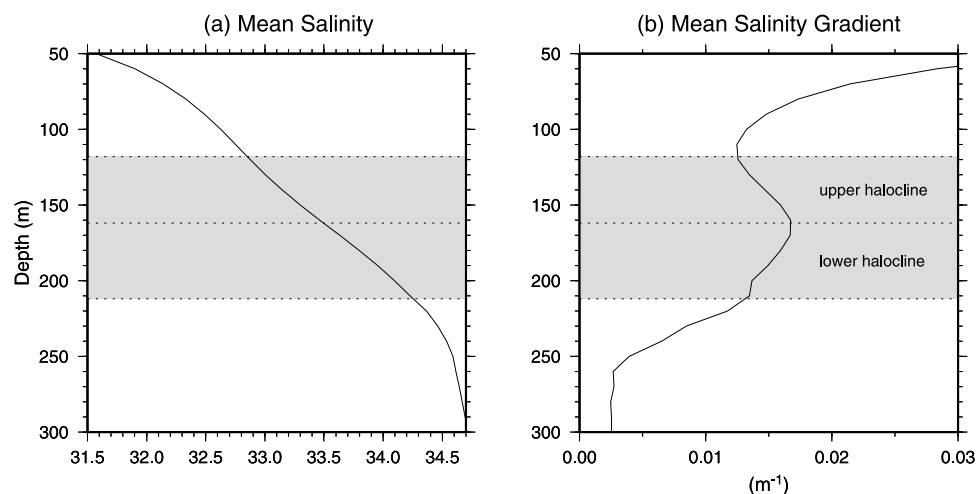 (a) Mean Salinity
(b) Mean Salinity Gradient
50
100
150
200
250
300
Depth (m)
31.5 32.0 32.5 33.0 33.5 34.0 34.5
50
100
150
200
250
300
upper halocline
lower halocline
0.00 0.01 0.02 0.03
(m⁻¹)